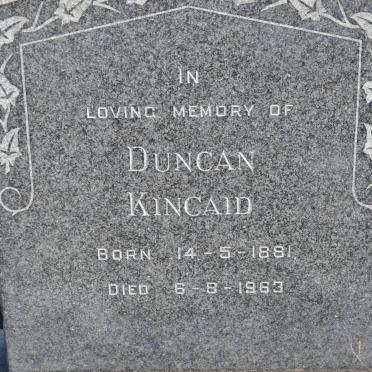 IN
LOVING MEMORY OF
DUNCAN
KINCAID
BORN 14-5-1881
DIED 6-8-1963